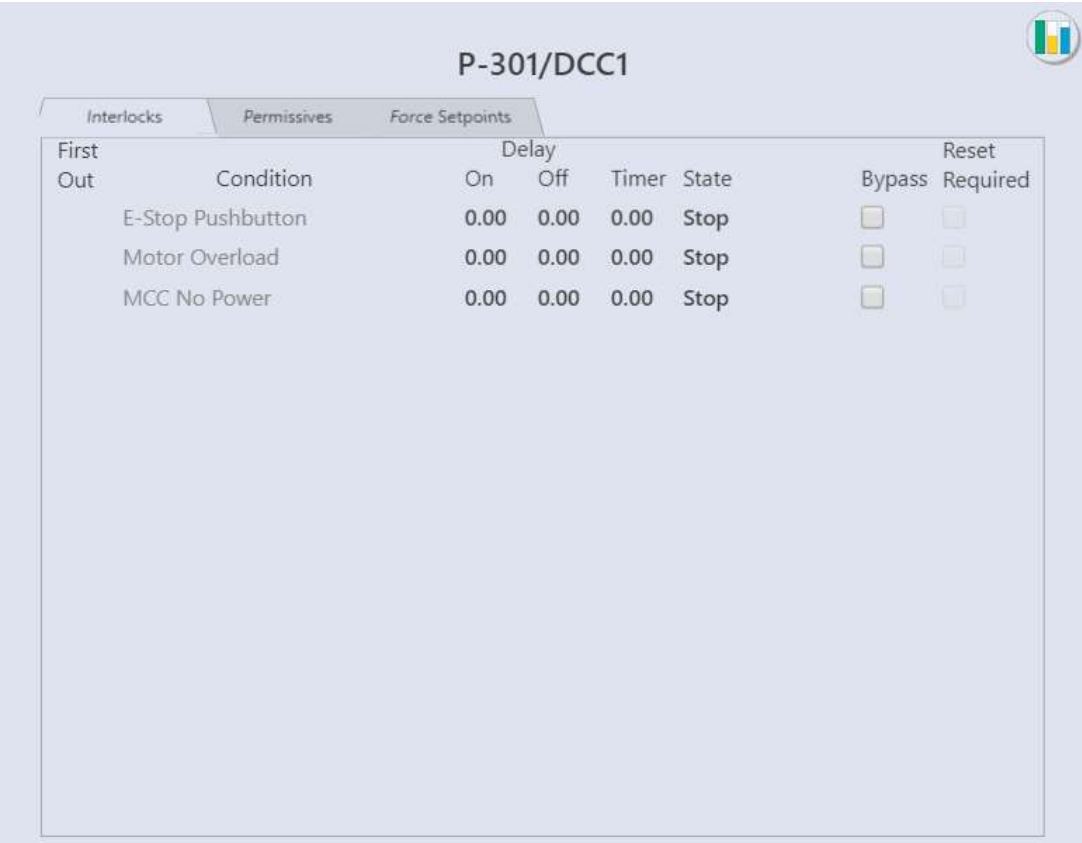 P-301/DCC1
Interlocks Permissives Force Setpoints
First Delay Reset
Out Condition On Off Timer State Bypass Required
E-Stop Pushbutton 0.00 0.00 0.00 Stop
Motor Overload 0.00 0.00 0.00 Stop
MCC No Power 0.00 0.00 0.00 Stop